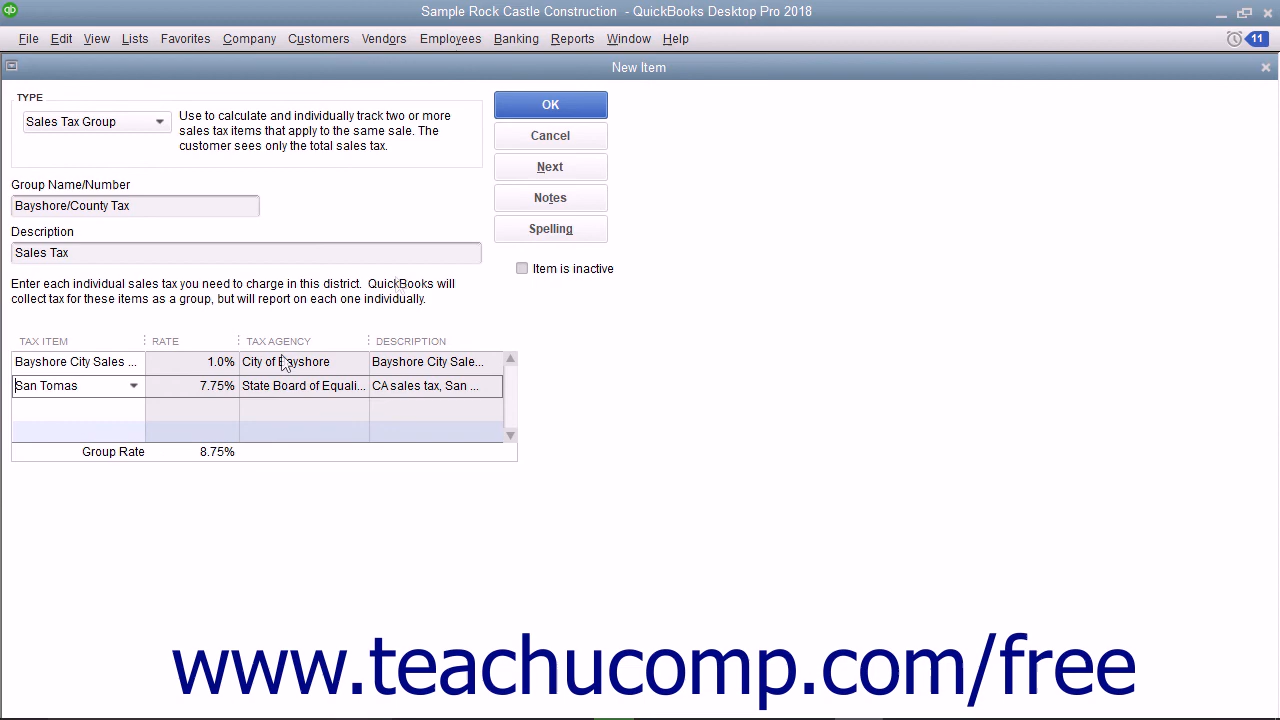 qb
Sample Rock Castle Construction - QuickBooks Desktop Pro 2018
File Edit View Lists Favorites Company Customers Vendors Employees Banking Reports Window Help 11
New Item
TYPE
Sales Tax Group
Use to calculate and individually track two or more
sales tax items that apply to the same sale. The
customer sees only the total sales tax.
OK
Cancel
Next
Notes
Spelling
Item is inactive
Group Name/Number
Bayshore/County Tax
Description
Sales Tax
Enter each individual sales tax you need to charge in this district. QuickBooks will
collect tax for these items as a group, but will report on each one individually.
TAX ITEM RATE TAX AGENCY DESCRIPTION
Bayshore City Sales ... 1.0% City of Bayshore Bayshore City Sale...
San Tomas 7.75% State Board of Equali... CA sales tax, San ...
Group Rate 8.75%
www.teachucomp.com/free